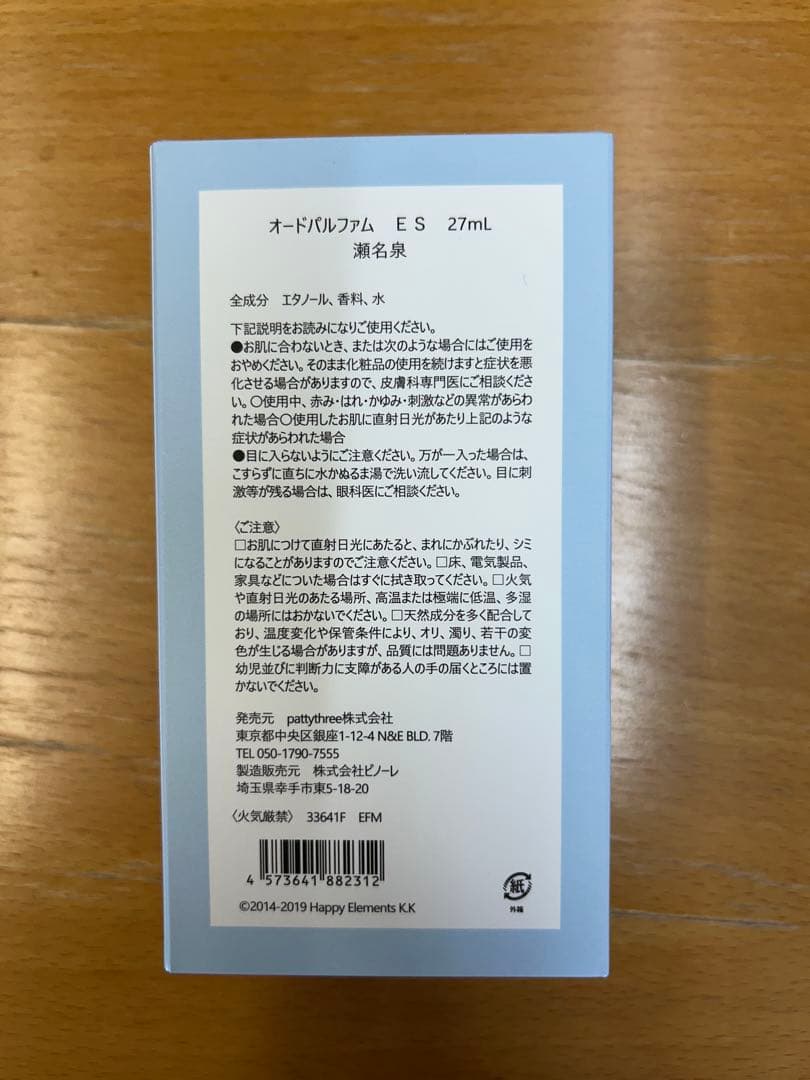 オードパルファム　ＥＳ　27mL
瀬名泉
全成分　エタノール、香料、水
下記説明をお読みになりご使用ください。
●お肌に合わないとき、または次のような場合にはご使用を
おやめください。そのまま化粧品の使用を続けますと症状を悪
化させる場合がありますので、皮膚科専門医にご相談くださ
い。○使用中、赤み・はれ・かゆみ・刺激などの異常があらわ
れた場合○使用したお肌に直射日光があたり上記のような
症状があらわれた場合
●目に入らないようにご注意ください。万が一入った場合は、
こすらずに直ちに水かぬるま湯で洗い流してください。目に刺
激等が残る場合は、眼科医にご相談ください。
〈ご注意〉
□お肌につけて直射日光にあたると、まれにかぶれたり、シミ
になることがありますのでご注意ください。□床、電気製品、
家具などについた場合はすぐに拭き取ってください。□火気
や直射日光のあたる場所、高温または極端に低温、多湿
の場所にはおかないでください。□天然成分を多く配合して
おり、温度変化や保管条件により、オリ、濁り、若干の変
色が生じる場合がありますが、品質には問題ありません。□
幼児並びに判断力に支障がある人の手の届くところには置
かないでください。
発売元　pattythree株式会社
東京都中央区銀座1-12-4 N&E BLD. 7階
TEL 050-1790-7555
製造販売元　株式会社ピノーレ
埼玉県幸手市東5-18-20
〈火気厳禁〉　33641F　EFM
4 573641 882312
©2014-2019 Happy Elements K.K
紙
外箱